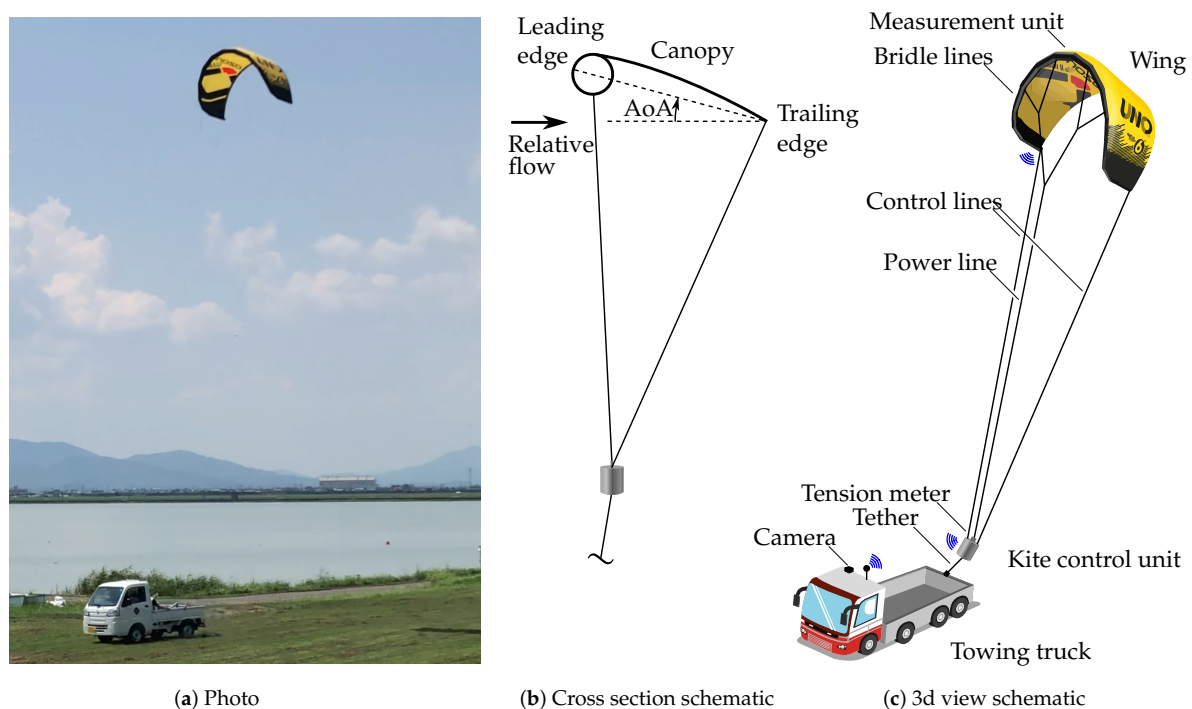 Leading
edge
Canopy
AoA
Relative
flow
Trailing
edge
Measurement unit
Bridle lines
Wing
UNO
6
Control lines
Power line
Tension meter
Tether
Camera
Kite control unit
Towing truck
(a) Photo
(b) Cross section schematic
(c) 3d view schematic